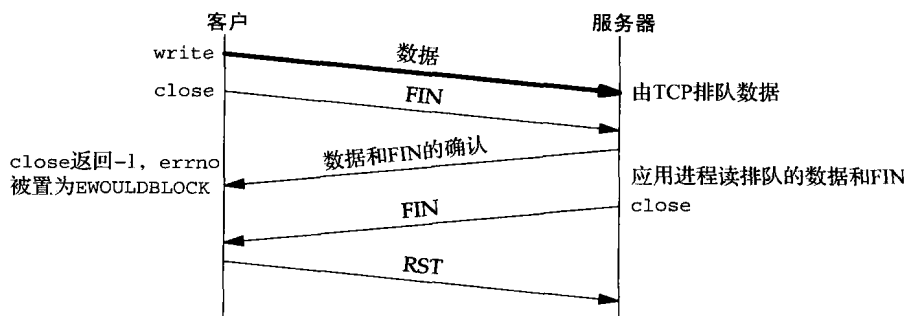 客户
服务器
write
数据
由TCP排队数据
close
FIN
数据和FIN的确认
close返回-1, errno
被置为EWOULDBLOCK
应用进程读排队的数据和FIN
close
FIN
RST